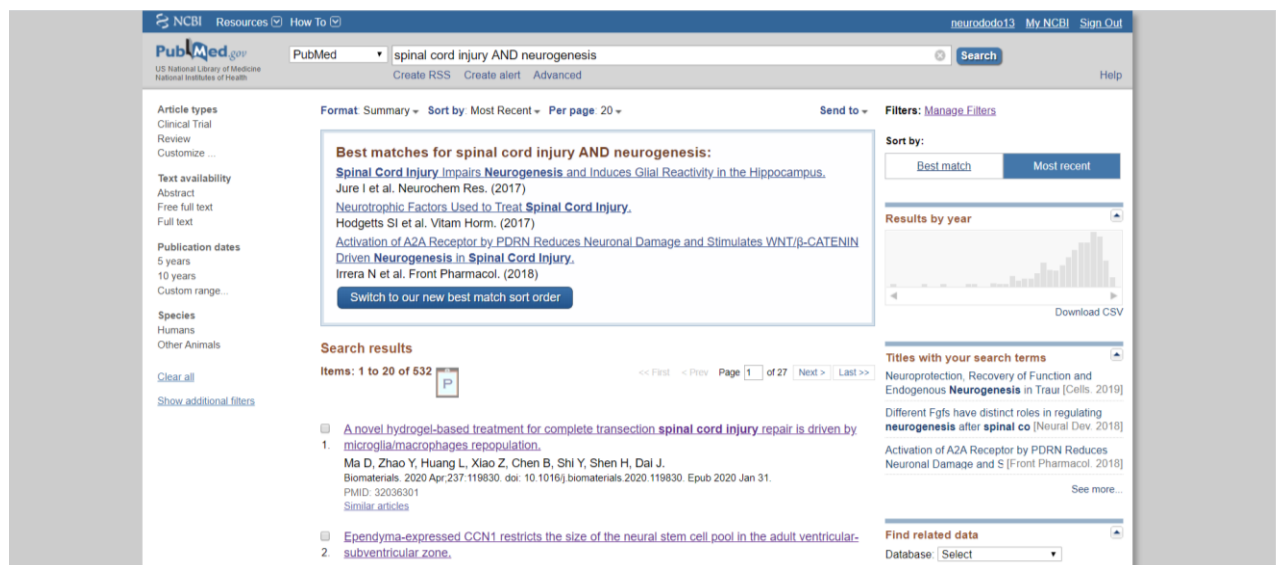 NCBI Resources How To neurododo13 My NCBI Sign Out
PubMed.gov
US National Library of Medicine
National Institutes of Health
PubMed spinal cord injury AND neurogenesis Search
Create RSS Create alert Advanced Help
Article types
Clinical Trial
Review
Customize ...
Text availability
Abstract
Free full text
Full text
Publication dates
5 years
10 years
Custom range...
Species
Humans
Other Animals
Clear all
Show additional filters
Format: Summary Sort by: Most Recent Per page: 20 Send to
Best matches for spinal cord injury AND neurogenesis:
Spinal Cord Injury Impairs Neurogenesis and Induces Glial Reactivity in the Hippocampus.
Jure I et al. Neurochem Res. (2017)
Neurotrophic Factors Used to Treat Spinal Cord Injury.
Hodgetts SI et al. Vitam Horm. (2017)
Activation of A2A Receptor by PDRN Reduces Neuronal Damage and Stimulates WNT/β-CATENIN
Driven Neurogenesis in Spinal Cord Injury.
Irrera N et al. Front Pharmacol. (2018)
Switch to our new best match sort order
Search results
Items: 1 to 20 of 532 P << First < Prev Page 1 of 27 Next > Last >>
A novel hydrogel-based treatment for complete transection spinal cord injury repair is driven by
1. microglia/macrophages repopulation.
Ma D, Zhao Y, Huang L, Xiao Z, Chen B, Shi Y, Shen H, Dai J.
Biomaterials. 2020 Apr;237:119830. doi: 10.1016/j.biomaterials.2020.119830. Epub 2020 Jan 31.
PMID: 32036301
Similar articles
Ependyma-expressed CCN1 restricts the size of the neural stem cell pool in the adult ventricular-
2. subventricular zone.
Filters: Manage Filters
Sort by:
Best match Most recent
Results by year
Download CSV
Titles with your search terms
Neuroprotection, Recovery of Function and
Endogenous Neurogenesis in Trau [Cells. 2019]
Different Fgfs have distinct roles in regulating
neurogenesis after spinal co [Neural Dev. 2018]
Activation of A2A Receptor by PDRN Reduces
Neuronal Damage and S [Front Pharmacol. 2018]
See more...
Find related data
Database: Select